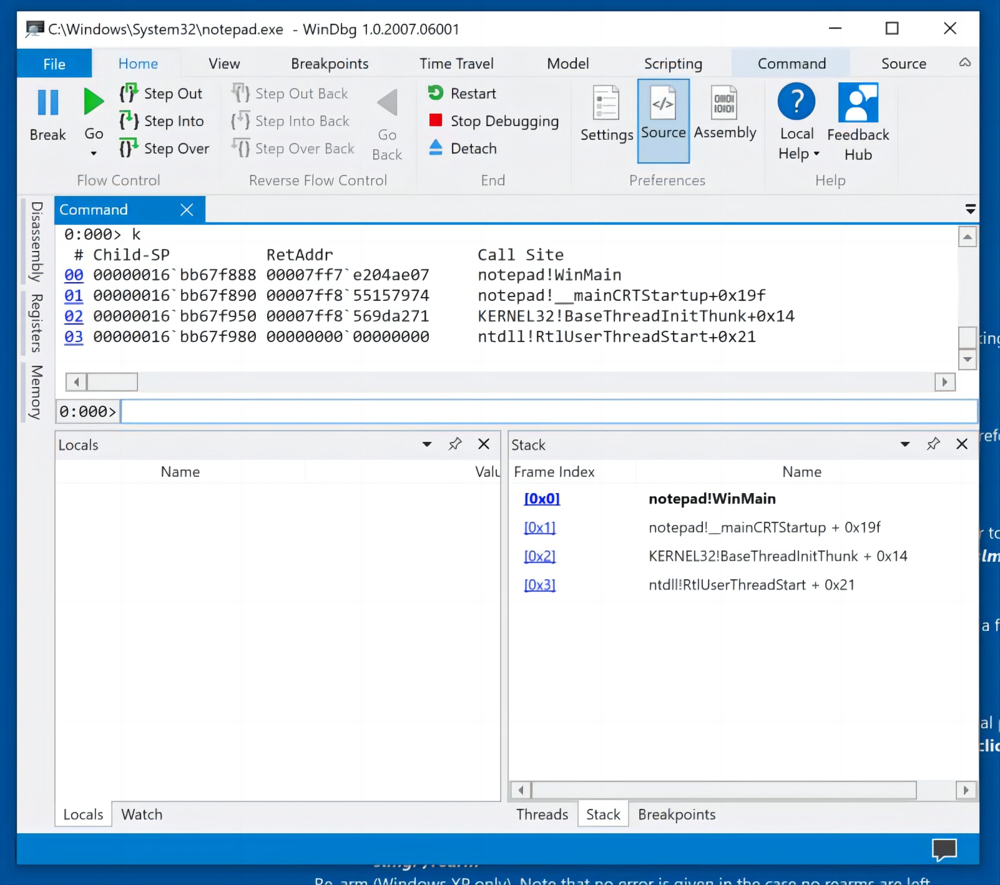 C:\Windows\System32\notepad.exe - WinDbg 1.0.2007.06001
File Home View Breakpoints Time Travel Model Scripting Command Source
Break
Go
Step Out
Step Into
Step Over
Flow Control
Step Out Back
Step Into Back
Step Over Back
Go
Back
Reverse Flow Control
Restart
Stop Debugging
Detach
End
Settings
Source
Assembly
Preferences
Local
Help
Feedback
Hub
Help
Disassembly
Registers
Memory
Command
0:000> k
# Child-SP RetAddr Call Site
00 00000016`bb67f888 00007ff7`e204ae07 notepad!WinMain
01 00000016`bb67f890 00007ff8`55157974 notepad!__mainCRTStartup+0x19f
02 00000016`bb67f950 00007ff8`569da271 KERNEL32!BaseThreadInitThunk+0x14
03 00000016`bb67f980 00000000`00000000 ntdll!RtlUserThreadStart+0x21
0:000>
Locals
Name Valu
Locals Watch
Stack
Frame Index Name
[0x0] notepad!WinMain
[0x1] notepad!__mainCRTStartup + 0x19f
[0x2] KERNEL32!BaseThreadInitThunk + 0x14
[0x3] ntdll!RtlUserThreadStart + 0x21
Threads Stack Breakpoints
Re-arm (Windows XP only). Note that no error is given in the case no rearms are left.